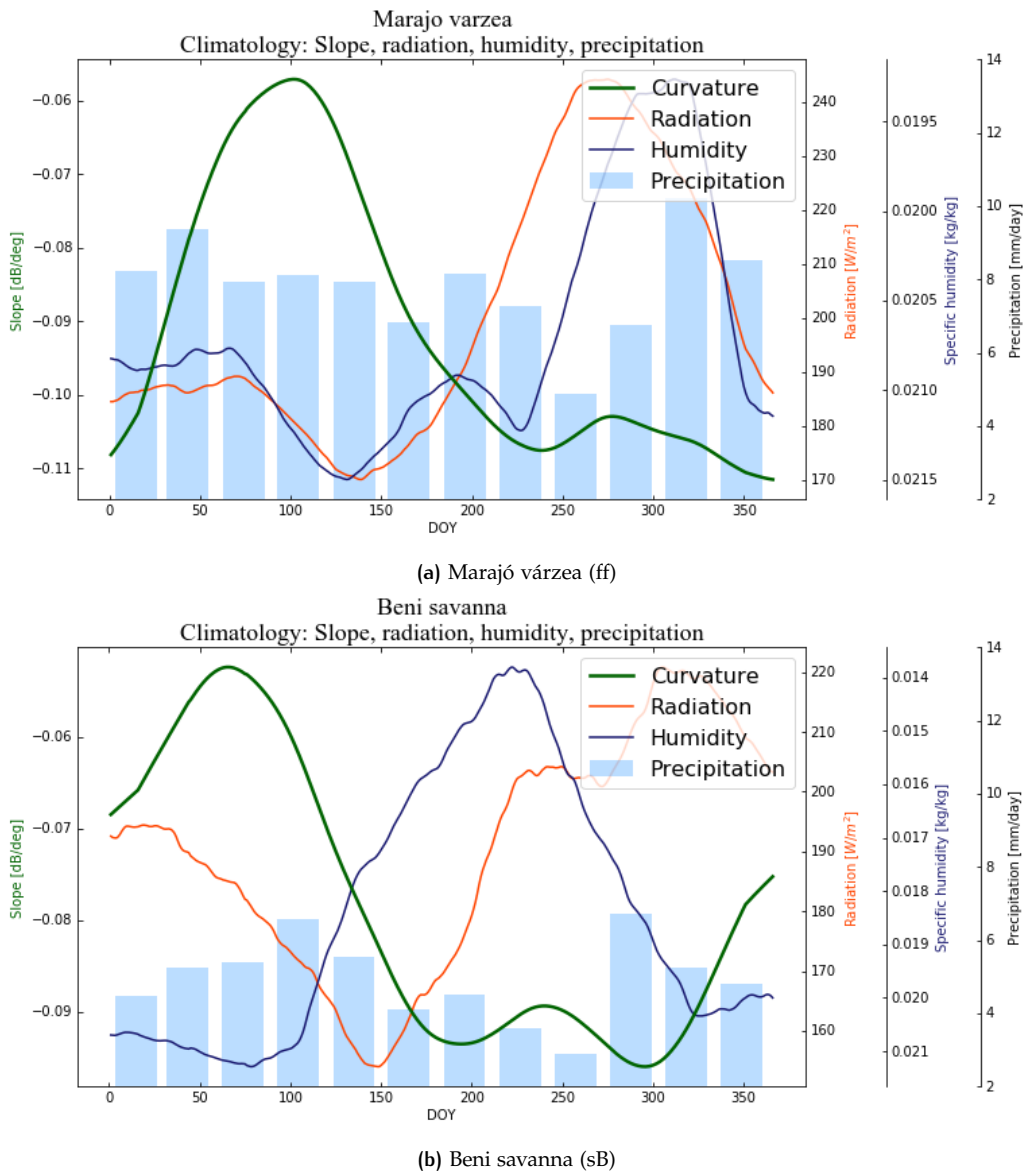 Marajo varzea
Climatology: Slope, radiation, humidity, precipitation
Curvature
Radiation
Humidity
Precipitation
Slope [dB/deg]
−0.06
−0.07
−0.08
−0.09
−0.10
−0.11
0
50
100
150
200
250
300
350
DOY
Radiation [W/m²]
240
230
220
210
200
190
180
170
Specific humidity [kg/kg]
0.0195
0.0200
0.0205
0.0210
0.0215
Precipitation [mm/day]
14
12
10
8
6
4
2
(a) Marajó várzea (ff)
Beni savanna
Climatology: Slope, radiation, humidity, precipitation
Curvature
Radiation
Humidity
Precipitation
Slope [dB/deg]
−0.06
−0.07
−0.08
−0.09
0
50
100
150
200
250
300
350
DOY
Radiation [W/m²]
220
210
200
190
180
170
160
Specific humidity [kg/kg]
0.014
0.015
0.016
0.017
0.018
0.019
0.020
0.021
Precipitation [mm/day]
14
12
10
8
6
4
2
(b) Beni savanna (sB)